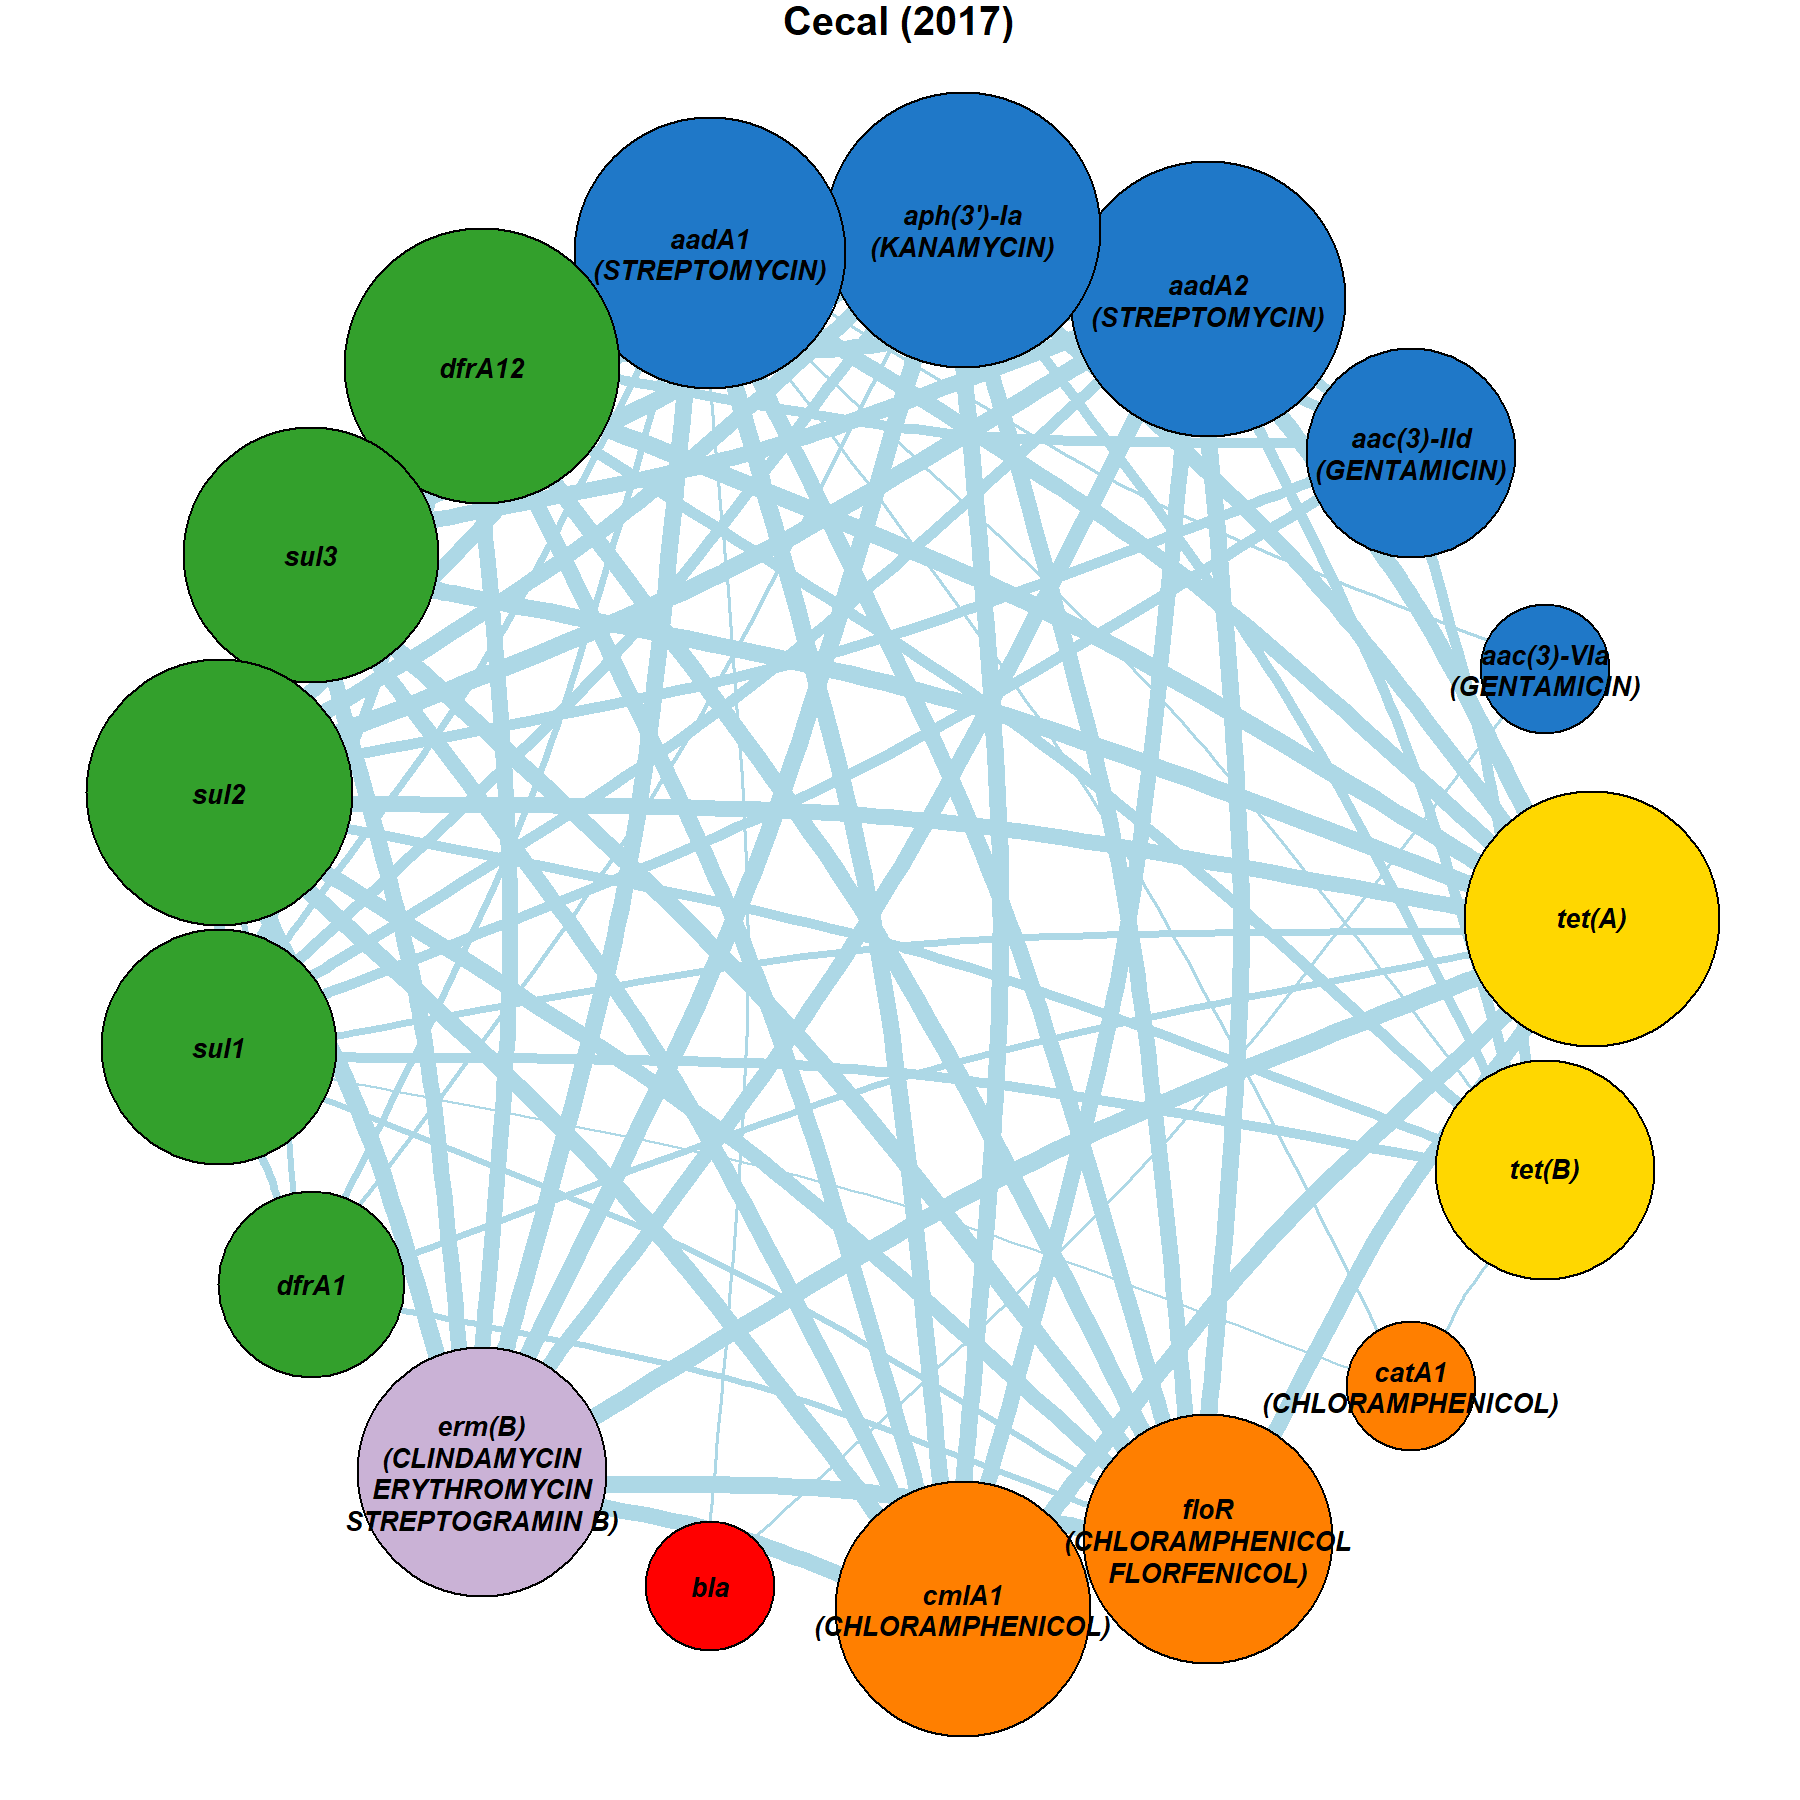 Cecal (2017)
aph(3')-Ia
(KANAMYCIN)
aadA1
(STREPTOMYCIN)
aadA2
(STREPTOMYCIN)
dfrA12
aac(3)-IId
(GENTAMICIN)
sul3
aac(3)-VIa
(GENTAMICIN)
sul2
tet(A)
sul1
tet(B)
dfrA1
catA1
(CHLORAMPHENICOL)
erm(B)
(CLINDAMYCIN
ERYTHROMYCIN
STREPTOGRAMIN B)
floR
(CHLORAMPHENICOL
FLORFENICOL)
bla
cmlA1
(CHLORAMPHENICOL)